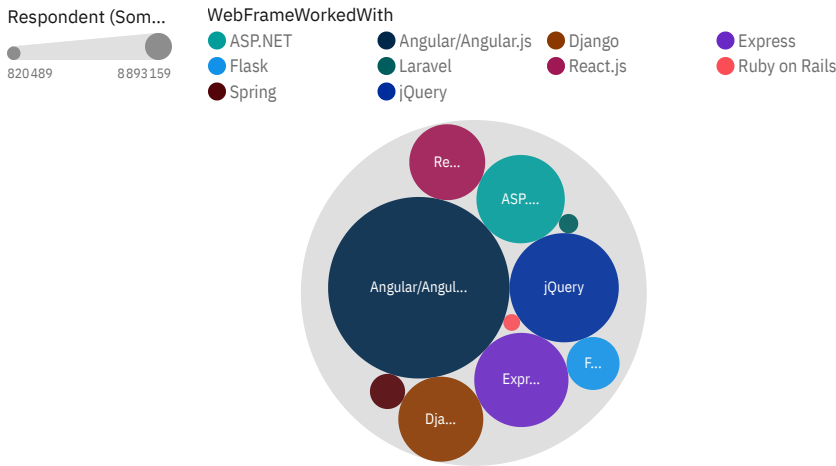 Respondent (Som...
820489
8893159
WebFrameWorkedWith
ASP.NET
Angular/Angular.js
Django
Express
Flask
Laravel
React.js
Ruby on Rails
Spring
jQuery
Re...
ASP....
Angular/Angul...
jQuery
F...
Expr...
Dja...